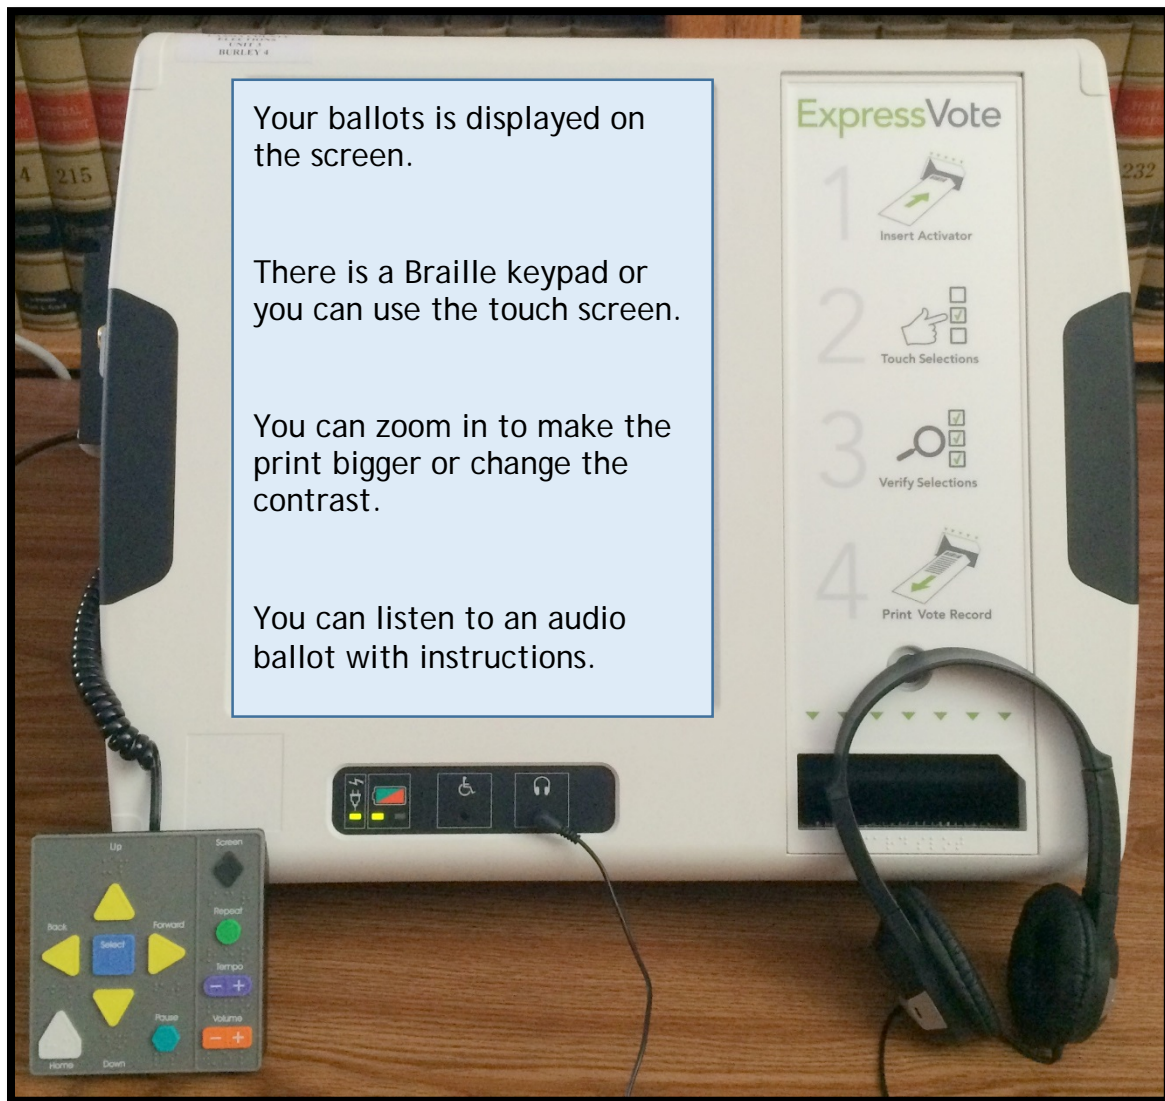 UNIT 3
BURLEY 4
Your ballots is displayed on
the screen.
There is a Braille keypad or
you can use the touch screen.
You can zoom in to make the
print bigger or change the
contrast.
You can listen to an audio
ballot with instructions.
ExpressVote
1
Insert Activator
2
Touch Selections
3
Verify Selections
4
Print Vote Record
4
215
232
Up
Screen
Back
Forward
Select
Repeat
Tempo
- +
Pause
Volume
- +
Home
Down